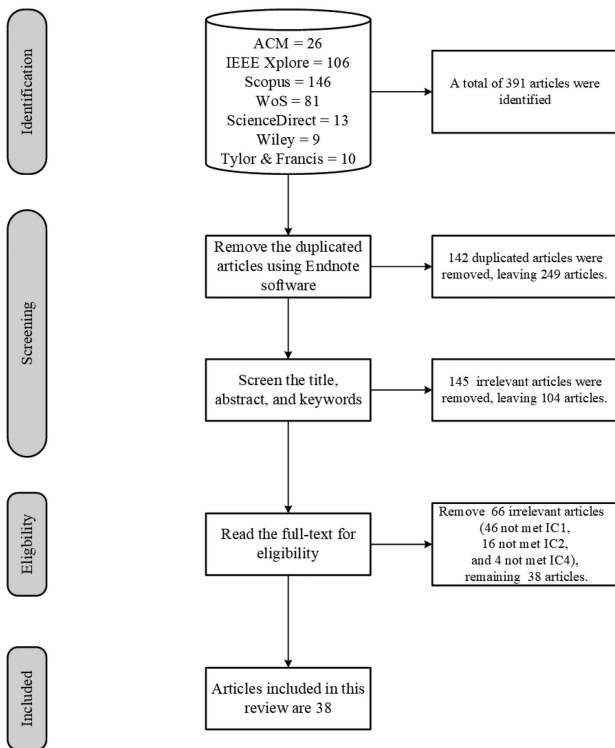 Identification
ACM = 26
IEEE Xplore = 106
Scopus = 146
WoS = 81
ScienceDirect = 13
Wiley = 9
Tylor & Francis = 10
A total of 391 articles were
identified
Screening
Remove the duplicated
articles using Endnote
software
142 duplicated articles were
removed, leaving 249 articles.
Screen the title,
abstract, and keywords
145 irrelevant articles were
removed, leaving 104 articles.
Eligbility
Read the full-text for
eligibility
Remove 66 irrelevant articles
(46 not met IC1,
16 not met IC2,
and 4 not met IC4),
remaining 38 articles.
Included
Articles included in this
review are 38